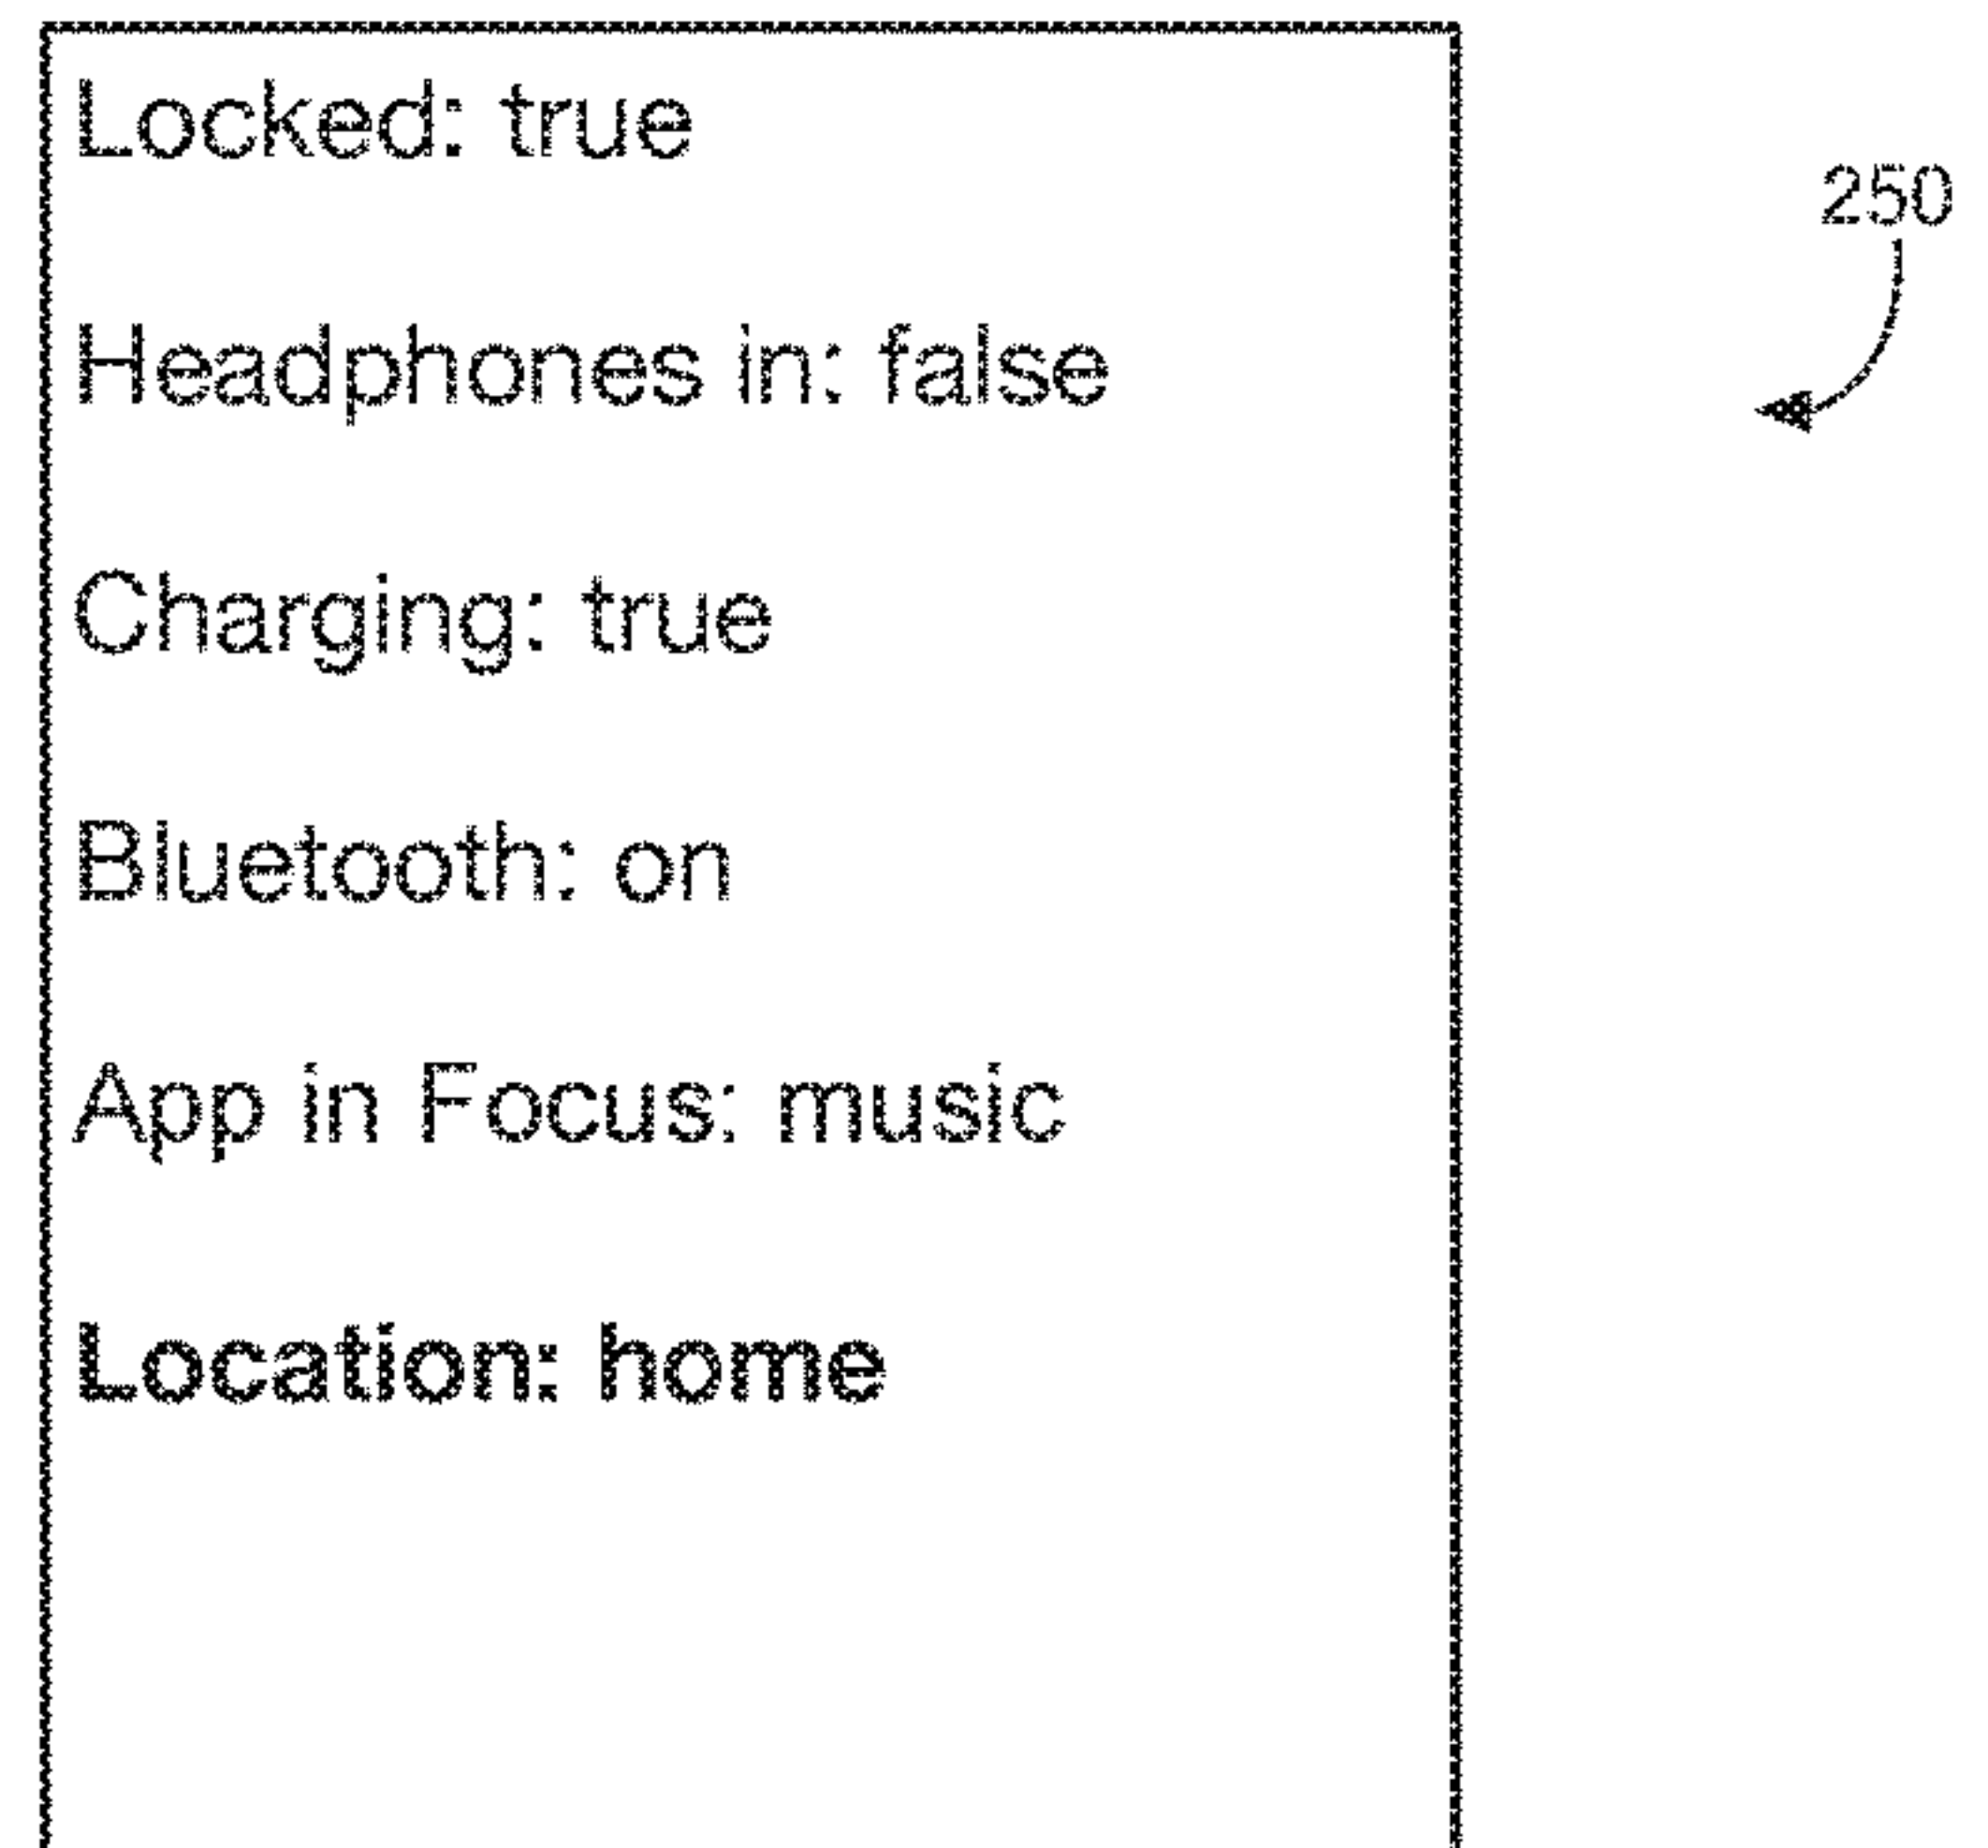 Locked: true
250
Headphones in: false
Charging: true
Bluetooth: on
App in Focus: music
Location: home